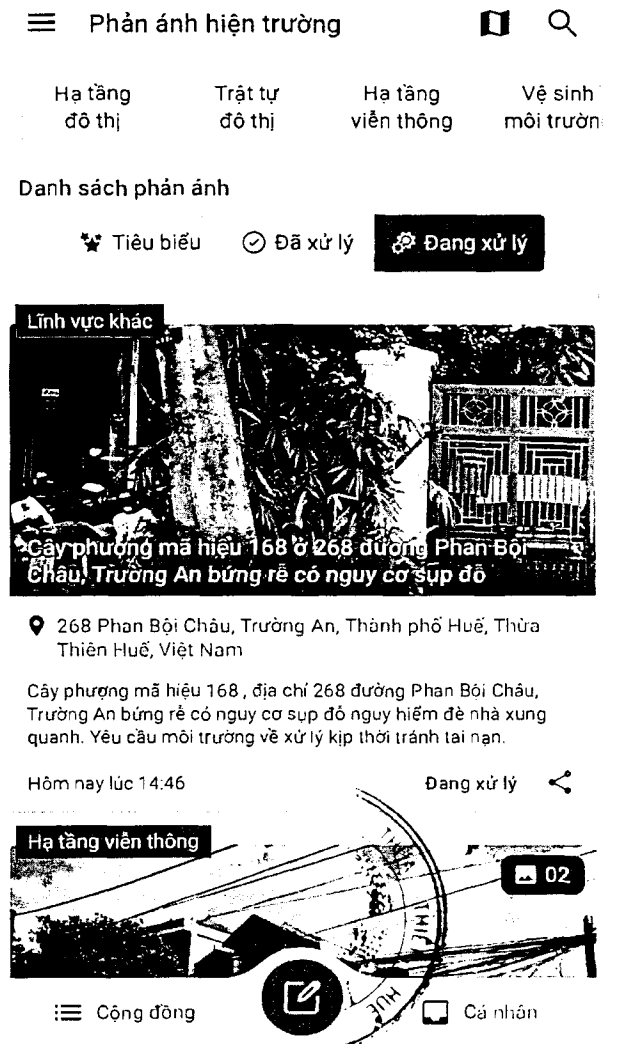 Phản ánh hiện trường
Hạ tầng
đô thị
Trật tự
đô thị
Hạ tầng
viễn thông
Vệ sinh
môi trườn
Danh sách phản ánh
Tiêu biểu
Đã xử lý
Đang xử lý
Lĩnh vực khác
Cây phượng mã hiệu 168 ở 268 đường Phan Bội
Châu, Trường An bứng rễ có nguy cơ sụp đổ
268 Phan Bội Châu, Trường An, Thành phố Huế, Thừa
Thiên Huế, Việt Nam
Cây phượng mã hiệu 168 , địa chỉ 268 đường Phan Bội Châu,
Trường An bứng rễ có nguy cơ sụp đổ nguy hiểm đè nhà xung
quanh. Yêu cầu môi trường về xử lý kịp thời tránh tai nạn.
Hôm nay lúc 14:46
Đang xử lý
Hạ tầng viễn thông
02
HUẾ
Cộng đồng
Cá nhân